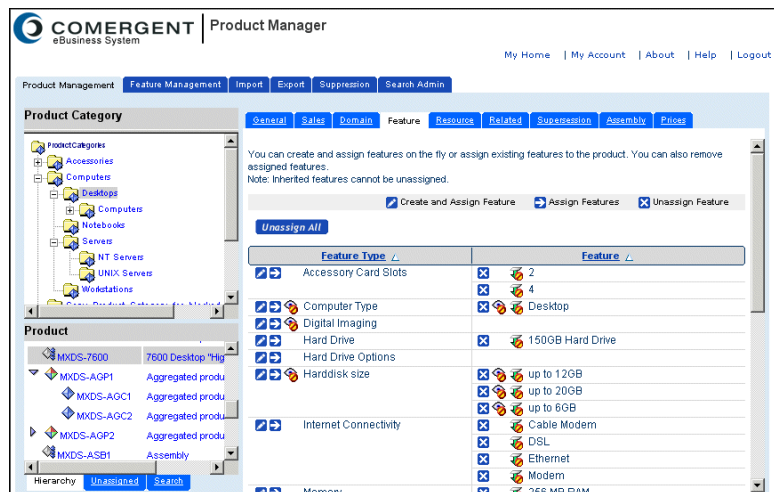 COMERGENT
eBusiness System
Product Manager
My Home | My Account | About | Help | Logout
Product Management Feature Management Import Export Suppression Search Admin
Product Category
Product Categories
Accessories
Computers
Desktops
Computers
Notebooks
Servers
NT Servers
UNIX Servers
Workstations
Product
MXDS-7600 7600 Desktop "Hig
MXDS-AGP1 Aggregated produ
MXDS-AGC1 Aggregated produ
MXDS-AGC2 Aggregated produ
MXDS-AGP2 Aggregated produ
MXDS-ASB1 Assembly
Hierarchy Unassigned Search
General Sales Domain Feature Resource Related Supersession Assembly Prices
You can create and assign features on the fly or assign existing features to the product. You can also remove
assigned features.
Note: Inherited features cannot be unassigned.
Create and Assign Feature Assign Features Unassign Feature
Unassign All
Feature Type Feature
Accessory Card Slots 2
4
Computer Type Desktop
Digital Imaging
Hard Drive 150GB Hard Drive
Hard Drive Options
Harddisk size up to 12GB
up to 20GB
up to 6GB
Internet Connectivity Cable Modem
DSL
Ethernet
Modem
Memory 256 MB RAM